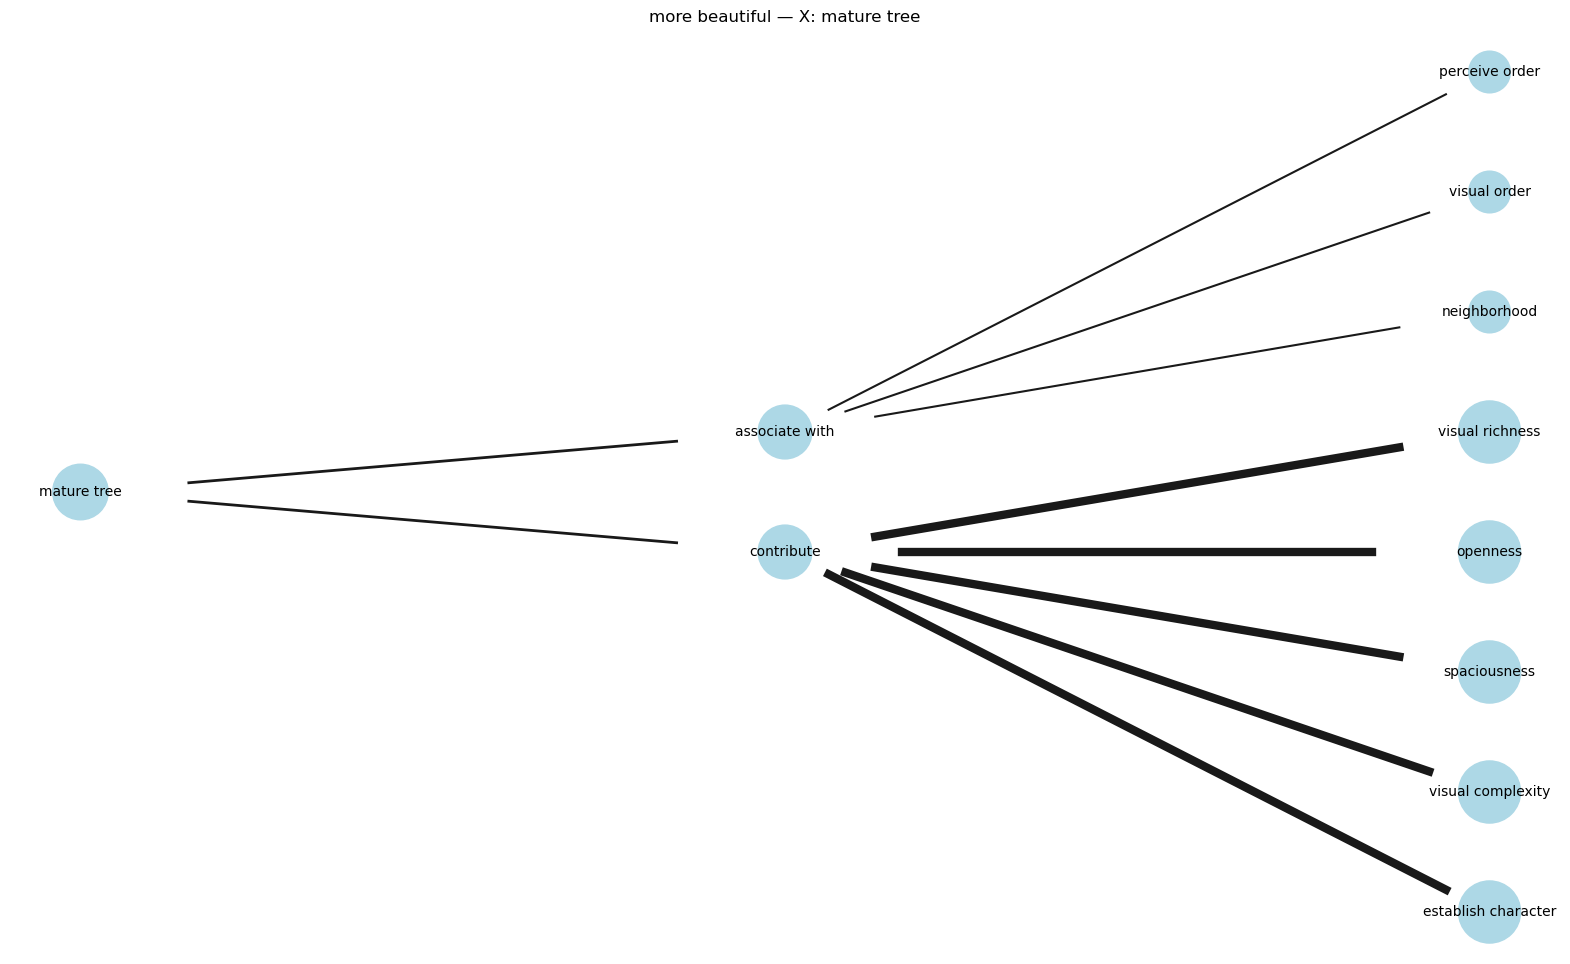 more beautiful — X: mature tree
perceive order
visual order
neighborhood
associate with
visual richness
mature tree
contribute
openness
spaciousness
visual complexity
establish character